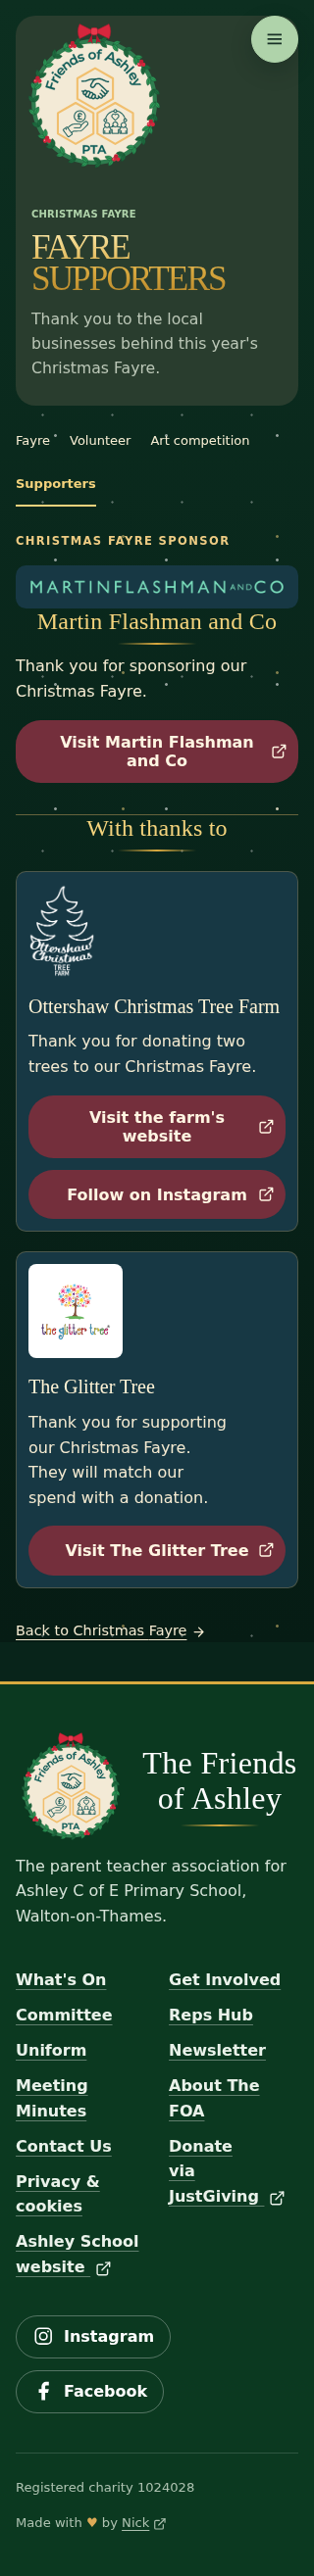 Friends of Ashley
PTA
CHRISTMAS FAYRE
FAYRE
SUPPORTERS
Thank you to the local
businesses behind this year's
Christmas Fayre.
Fayre Volunteer Art competition
Supporters
CHRISTMAS FAYRE SPONSOR
MARTINFLASHMANANDCO
Martin Flashman and Co
Thank you for sponsoring our
Christmas Fayre.
Visit Martin Flashman
and Co
With thanks to
Ottershaw
Christmas
TREE
FARM
Ottershaw Christmas Tree Farm
Thank you for donating two
trees to our Christmas Fayre.
Visit the farm's
website
Follow on Instagram
the glitter tree
The Glitter Tree
Thank you for supporting
our Christmas Fayre.
They will match our
spend with a donation.
Visit The Glitter Tree
Back to Christmas Fayre
Friends of Ashley
PTA
The Friends
of Ashley
The parent teacher association for
Ashley C of E Primary School,
Walton-on-Thames.
What's On
Committee
Uniform
Meeting
Minutes
Contact Us
Privacy &
cookies
Ashley School
website
Get Involved
Reps Hub
Newsletter
About The
FOA
Donate
via
JustGiving
Instagram
Facebook
Registered charity 1024028
Made with ♥ by Nick